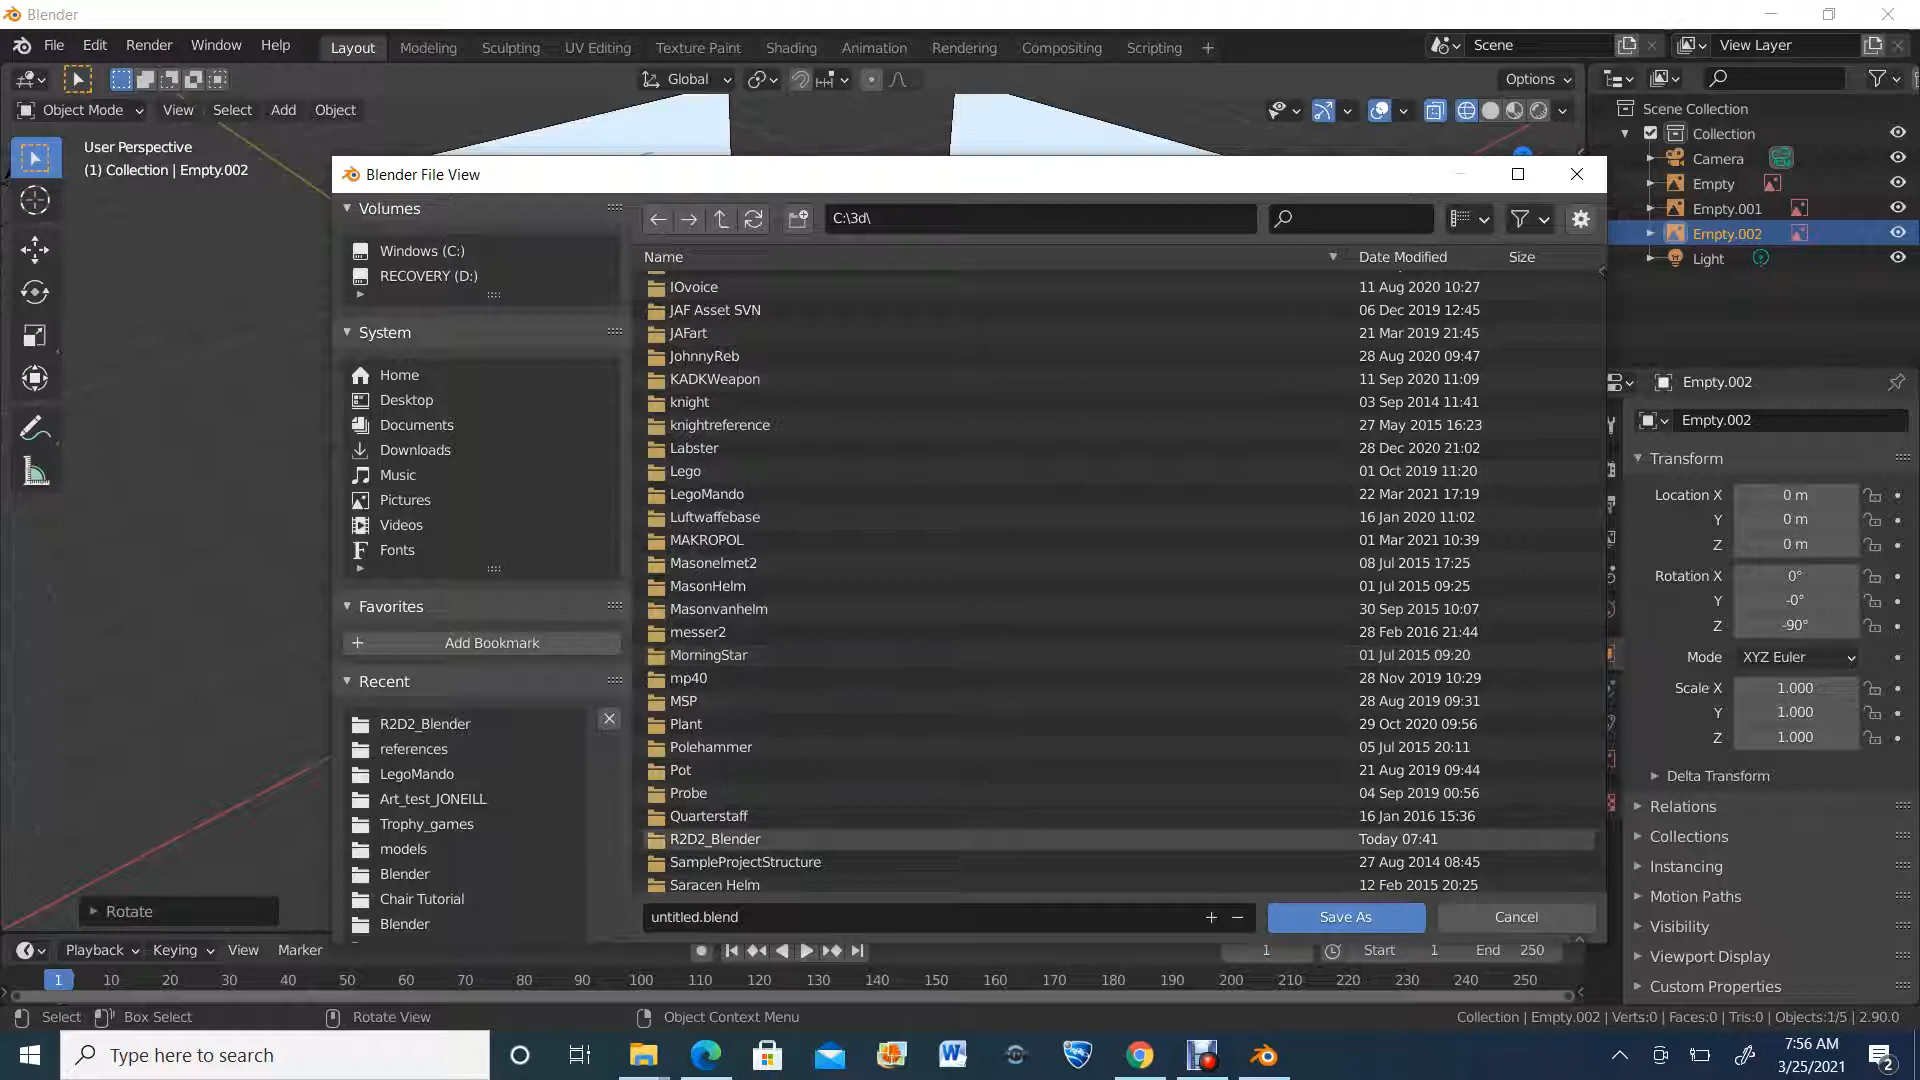 Blender
File Edit Render Window Help Layout Modeling Sculpting UV Editing Texture Paint Shading Animation Rendering Compositing Scripting + Scene View Layer
Global Options
Object Mode View Select Add Object
User Perspective
(1) Collection | Empty.002
Scene Collection
Collection
Camera
Empty
Empty.001
Empty.002
Light
Blender File View
Volumes
Windows (C:)
RECOVERY (D:)
System
Home
Desktop
Documents
Downloads
Music
Pictures
Videos
Fonts
Favorites
Add Bookmark
Recent
R2D2_Blender
references
LegoMando
Art_test_JONEILL
Trophy_games
models
Blender
Chair Tutorial
Blender
C:\3d\
Name Date Modified Size
IOvoice 11 Aug 2020 10:27
JAF Asset SVN 06 Dec 2019 12:45
JAFart 21 Mar 2019 21:45
JohnnyReb 28 Aug 2020 09:47
KADKWeapon 11 Sep 2020 11:09
knight 03 Sep 2014 11:41
knightreference 27 May 2015 16:23
Labster 28 Dec 2020 21:02
Lego 01 Oct 2019 11:20
LegoMando 22 Mar 2021 17:19
Luftwaffebase 16 Jan 2020 11:02
MAKROPOL 01 Mar 2021 10:39
Masonelmet2 08 Jul 2015 17:25
MasonHelm 01 Jul 2015 09:25
Masonvanhelm 30 Sep 2015 10:07
messer2 28 Feb 2016 21:44
MorningStar 01 Jul 2015 09:20
mp40 28 Nov 2019 10:29
MSP 28 Aug 2019 09:31
Plant 29 Oct 2020 09:56
Polehammer 05 Jul 2015 20:11
Pot 21 Aug 2019 09:44
Probe 04 Sep 2019 00:56
Quarterstaff 16 Jan 2016 15:36
R2D2_Blender Today 07:41
SampleProjectStructure 27 Aug 2014 08:45
Saracen Helm 12 Feb 2015 20:25
untitled.blend + − Save As Cancel
Empty.002
Empty.002
Transform
Location X 0 m
Y 0 m
Z 0 m
Rotation X 0°
Y -0°
Z -90°
Mode XYZ Euler
Scale X 1.000
Y 1.000
Z 1.000
Delta Transform
Relations
Collections
Instancing
Motion Paths
Visibility
Viewport Display
Custom Properties
Rotate
Playback Keying View Marker 1 Start 1 End 250
1 10 20 30 40 50 60 70 80 90 100 110 120 130 140 150 160 170 180 190 200 210 220 230 240 250
Select Box Select Rotate View Object Context Menu Collection | Empty.002 | Verts:0 | Faces:0 | Tris:0 | Objects:1/5 | 2.90.0
Type here to search
7:56 AM
3/25/2021
2